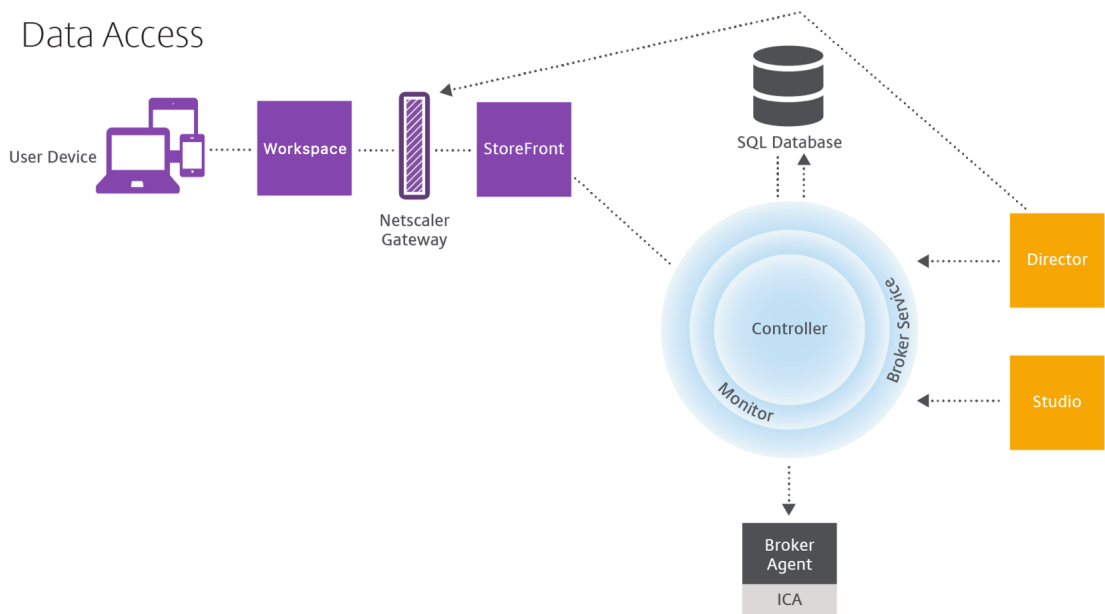 Data Access
User Device
Workspace
Netscaler
Gateway
StoreFront
SQL Database
Controller
Monitor
Broker Service
Director
Studio
Broker
Agent
ICA